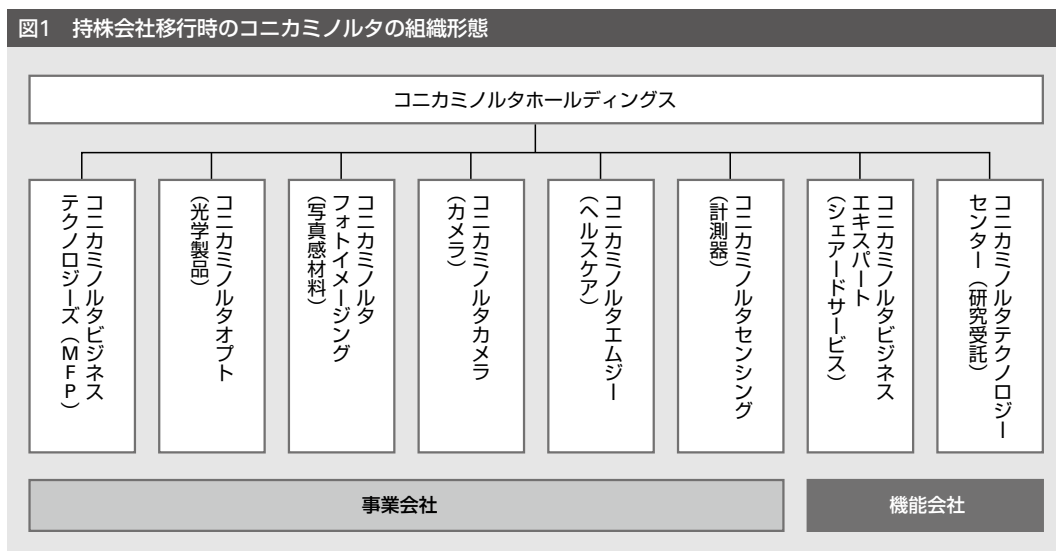 図1 持株会社移行時のコニカミノルタの組織形態
コニカミノルタホールディングス
コニカミノルタビジネス
テクノロジーズ（MFP）
コニカミノルタオプト
（光学製品）
コニカミノルタ
フォトイメージング
（写真感材料）
コニカミノルタカメラ
（カメラ）
コニカミノルタエムジー
（ヘルスケア）
コニカミノルタセンシング
（計測器）
コニカミノルタビジネス
エキスパート
（シェアードサービス）
コニカミノルタテクノロジー
センター（研究受託）
事業会社
機能会社